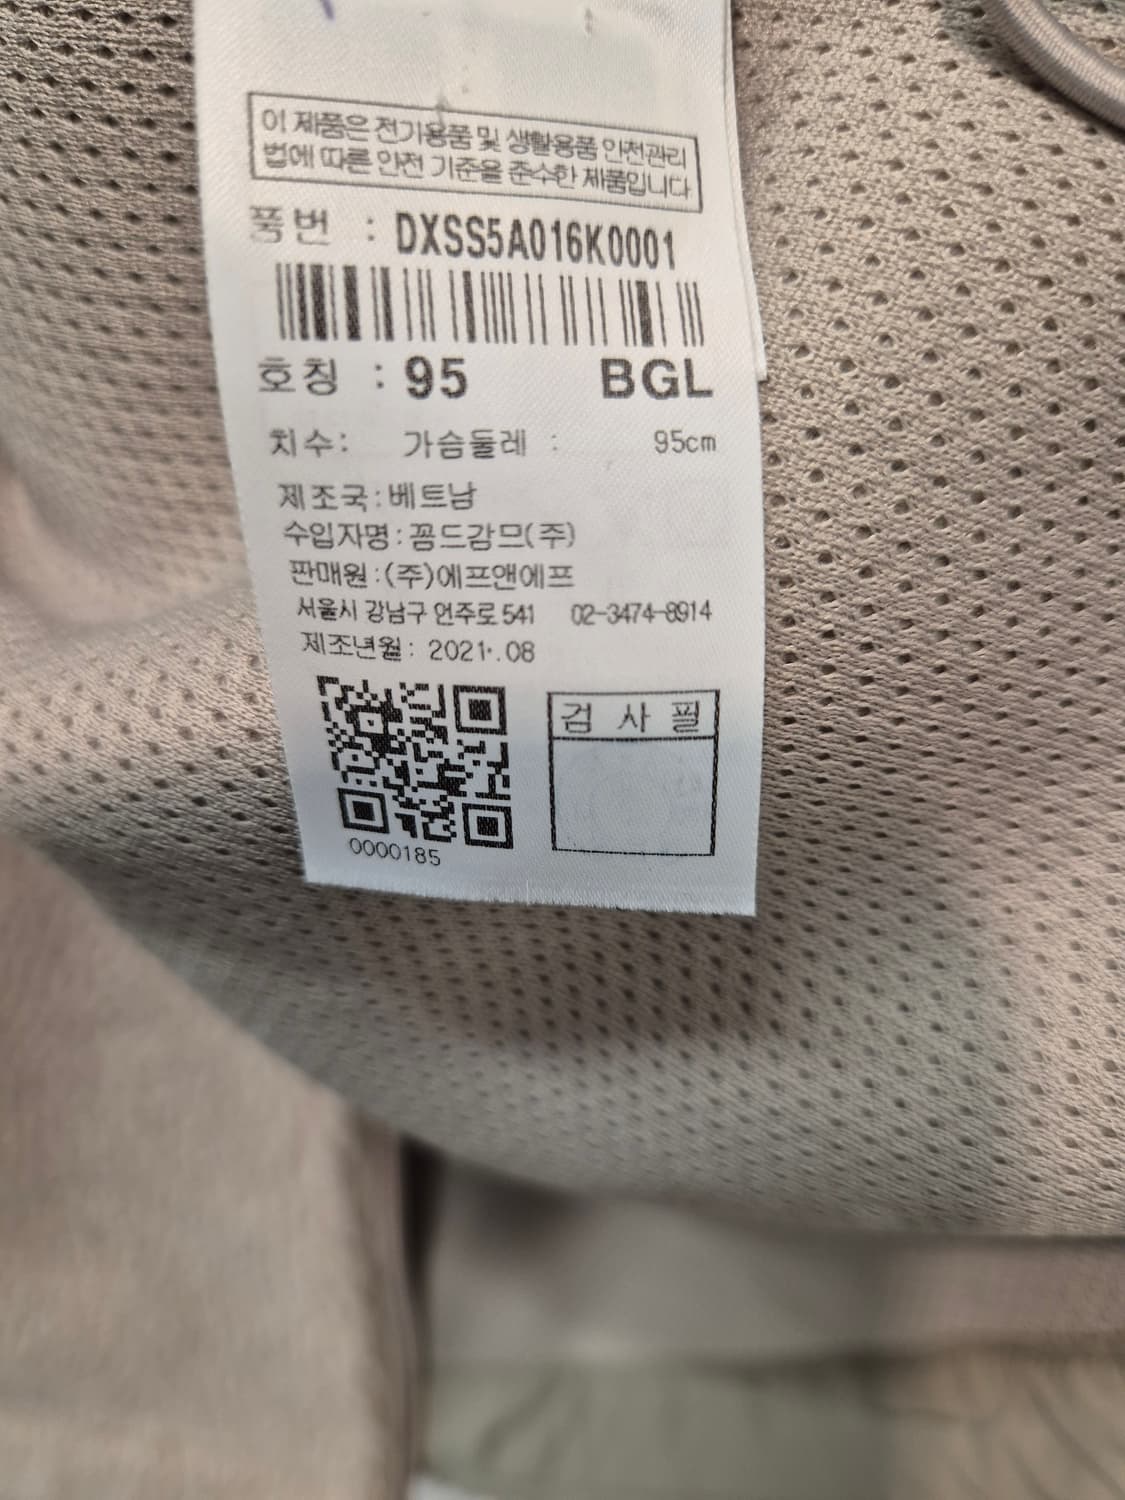 이 제품은 전기용품 및 생활용품 안전관리
법에 따른 안전 기준을 준수한 제품입니다
품번 : DXSS5A016K0001
호칭 : 95 BGL
치수: 가슴둘레 : 95cm
제조국:베트남
수입자명:꼼드감므(주)
판매원:(주)에프앤에프
서울시 강남구 언주로 541 02-3474-8914
제조년월: 2021.08
검사필
0000185